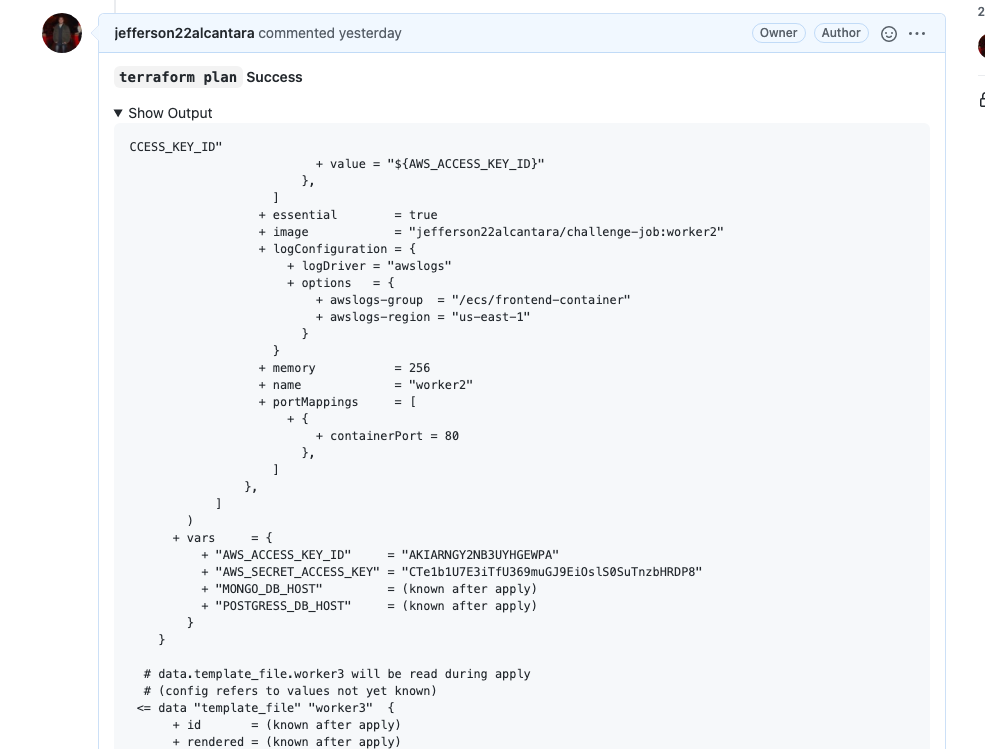 2
jefferson22alcantara commented yesterday
Owner
Author
terraform plan Success
▼ Show Output
CCESS_KEY_ID"
+ value = "${AWS_ACCESS_KEY_ID}"
},
]
+ essential = true
+ image = "jefferson22alcantara/challenge-job:worker2"
+ logConfiguration = {
+ logDriver = "awslogs"
+ options = {
+ awslogs-group = "/ecs/frontend-container"
+ awslogs-region = "us-east-1"
}
}
+ memory = 256
+ name = "worker2"
+ portMappings = [
+ {
+ containerPort = 80
},
]
},
]
)
+ vars = {
+ "AWS_ACCESS_KEY_ID" = "AKIARNGY2NB3UYHGEWPA"
+ "AWS_SECRET_ACCESS_KEY" = "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"
+ "MONGO_DB_HOST" = (known after apply)
+ "POSTGRESS_DB_HOST" = (known after apply)
}
}
# data.template_file.worker3 will be read during apply
# (config refers to values not yet known)
<= data "template_file" "worker3" {
+ id = (known after apply)
+ rendered = (known after apply)